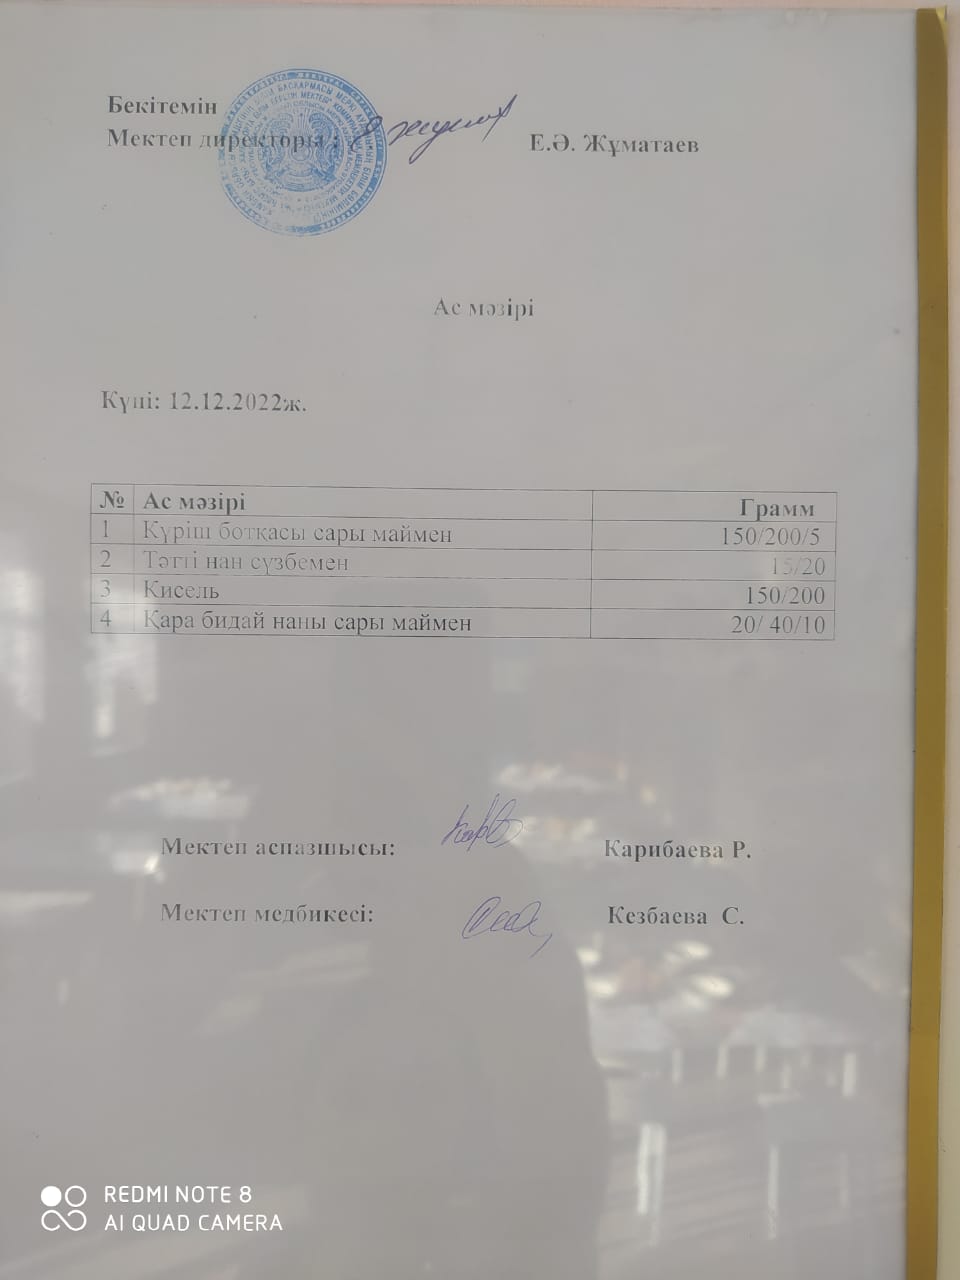 Бекітемін
Мектеп директоры : Е.Ә. Жұматаев
Ас мәзірі
Күні: 12.12.2022ж.
№ Ас мәзірі Грамм
1 Күріш ботқасы сары маймен 150/200/5
2 Тәтті нан сүзбемен 15/20
3 Кисель 150/200
4 Қара бидай наны сары маймен 20/ 40/10
Мектеп аспазшысы: Карибаева Р.
Мектеп медбикесі: Кезбаева С.
REDMI NOTE 8
AI QUAD CAMERA